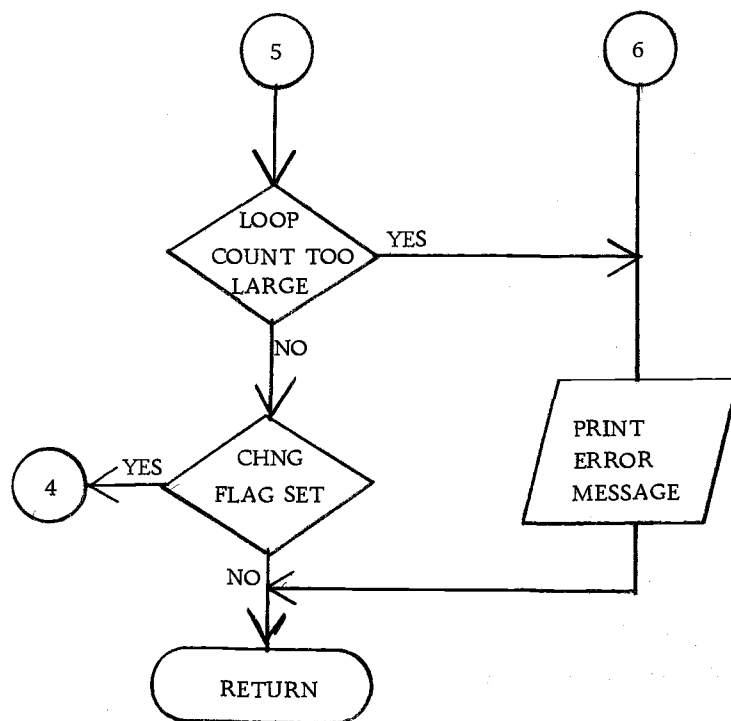 5
6
LOOP
COUNT TOO
LARGE
YES
NO
CHNG
FLAG SET
YES
4
PRINT
ERROR
MESSAGE
NO
RETURN